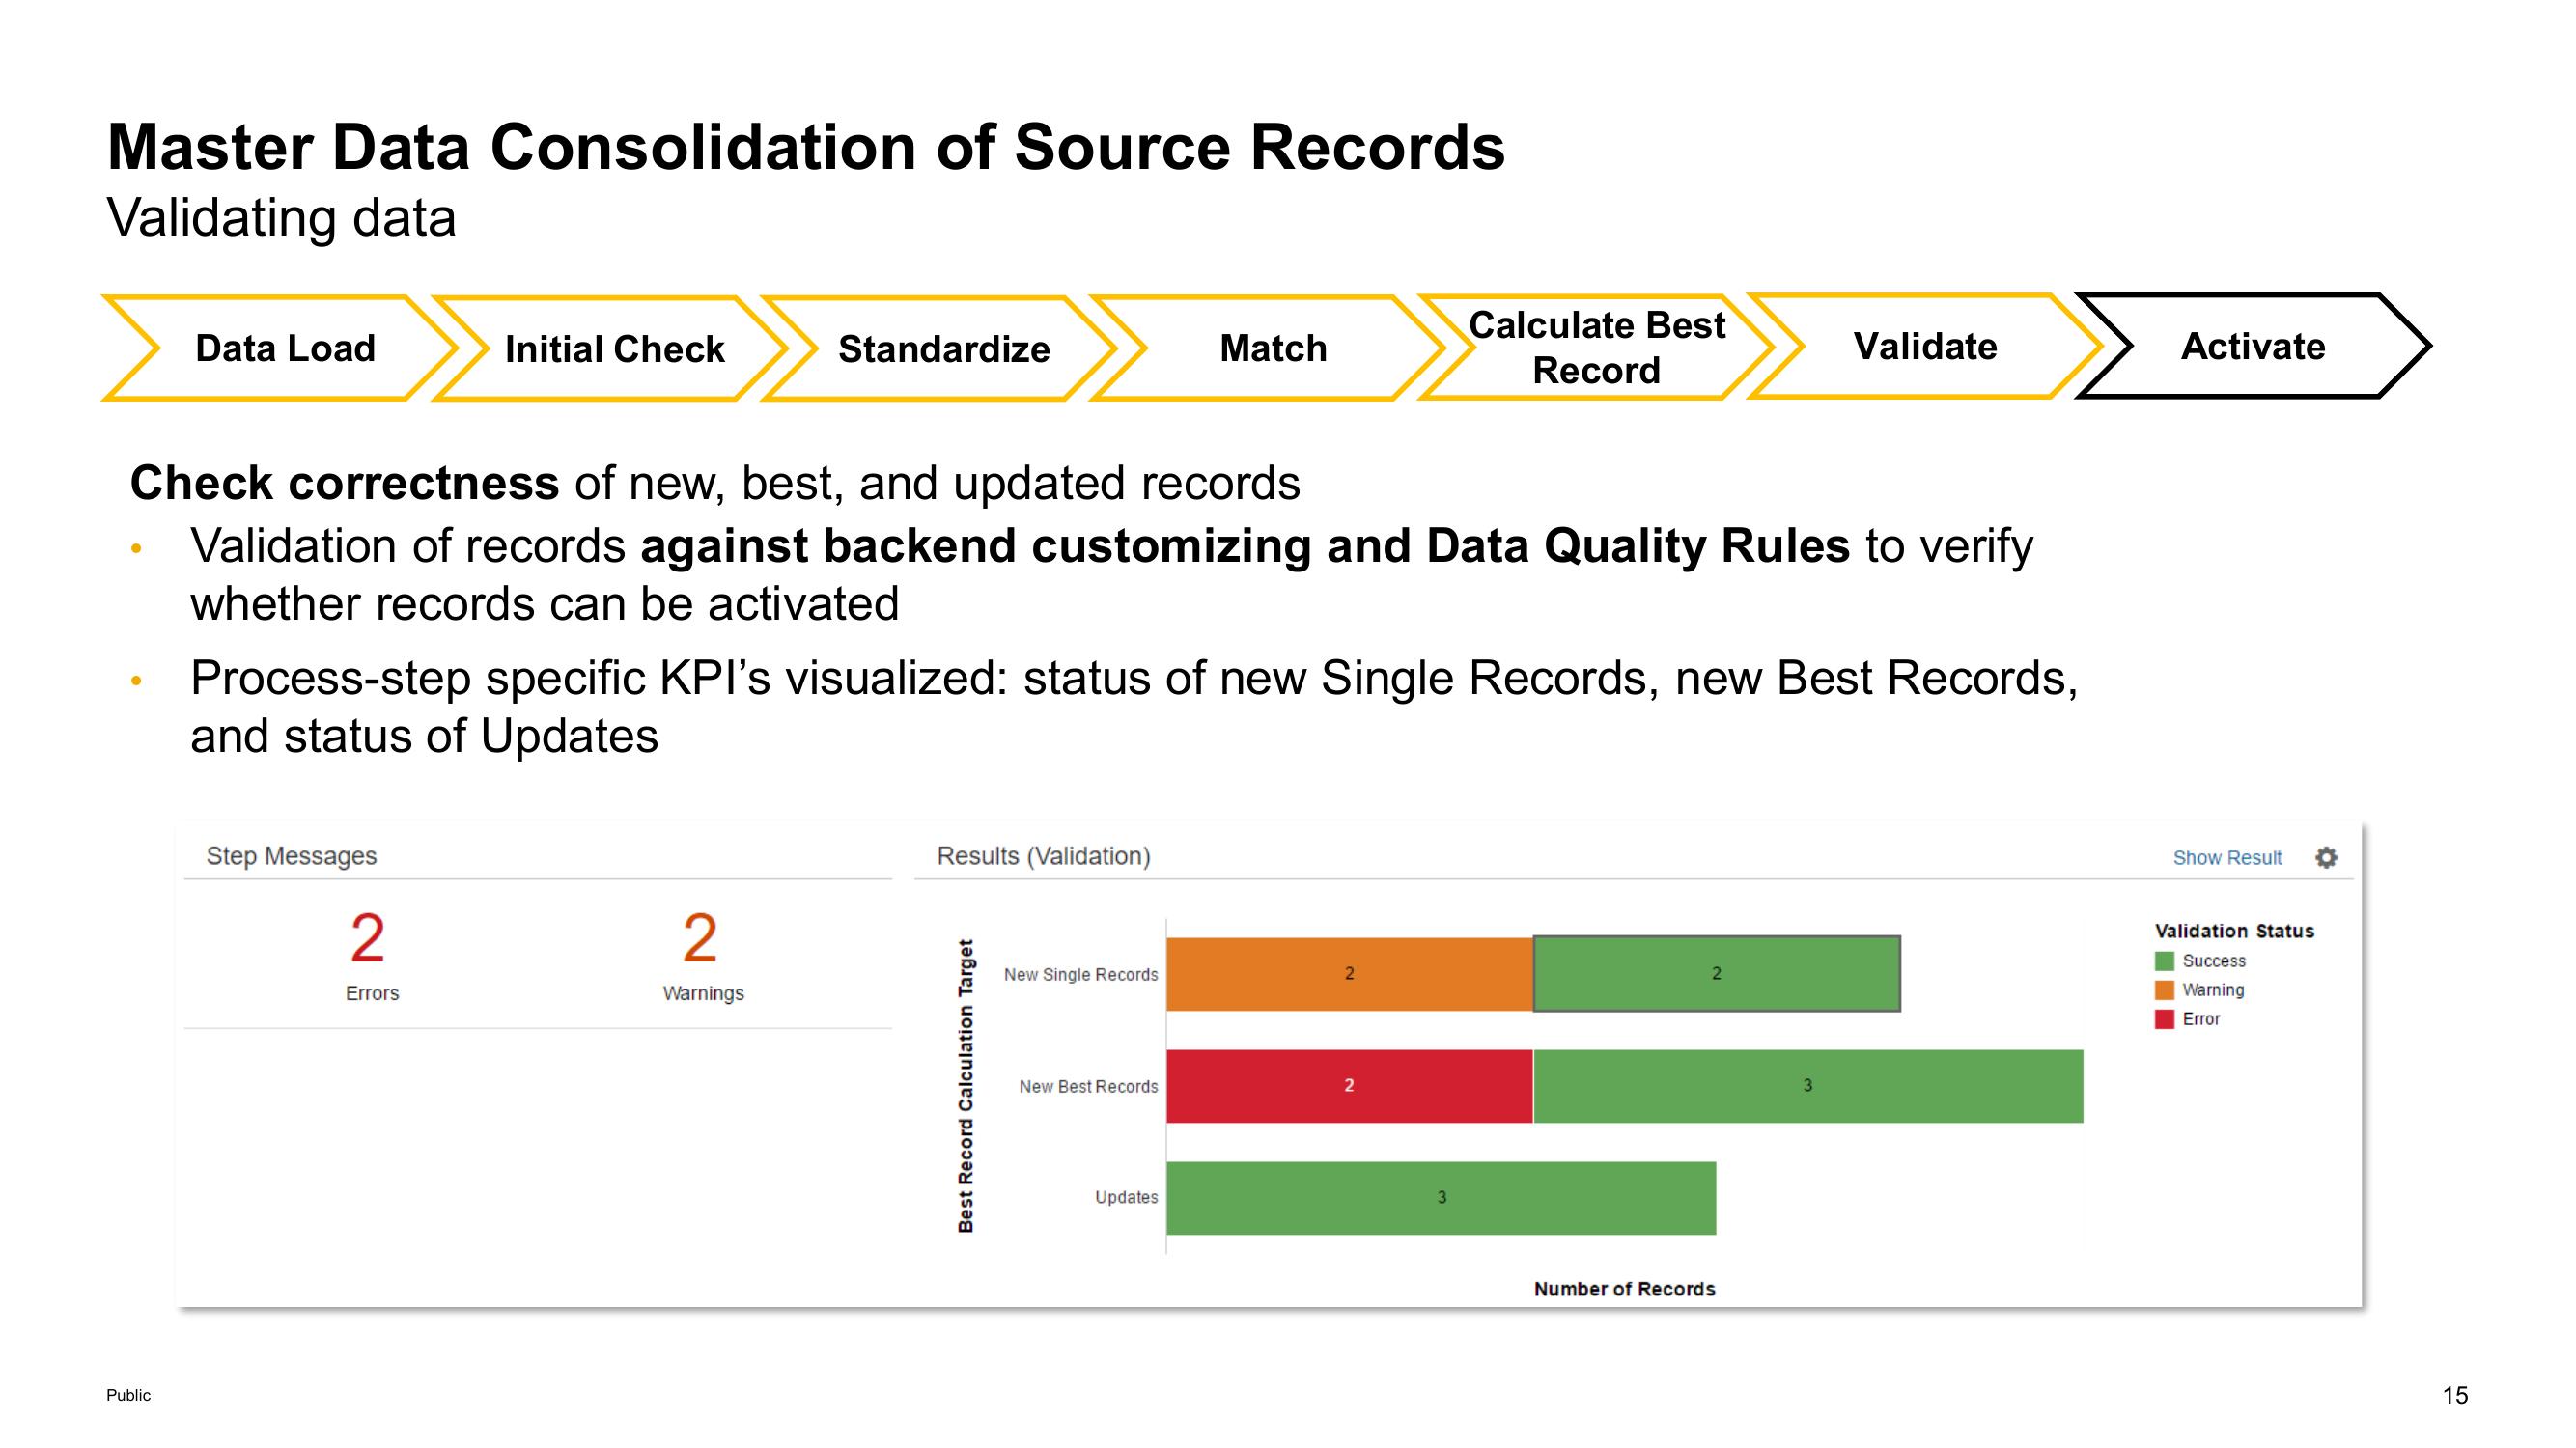 Master Data Consolidation of Source Records
Validating data
Data Load
Initial Check
Standardize
Match
Calculate Best
Record
Validate
Activate
Check correctness of new, best, and updated records
• Validation of records against backend customizing and Data Quality Rules to verify
whether records can be activated
• Process-step specific KPI’s visualized: status of new Single Records, new Best Records,
and status of Updates
Step Messages
2
Errors
2
Warnings
Results (Validation)
Show Result
Best Record Calculation Target
New Single Records
2
2
New Best Records
2
3
Updates
3
Number of Records
Validation Status
Success
Warning
Error
Public
15